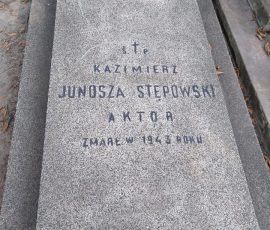 Ś † P
KAZIMIERZ
JUNOSZA STĘPOWSKI
AKTOR
ZMARŁ W 1943 ROKU